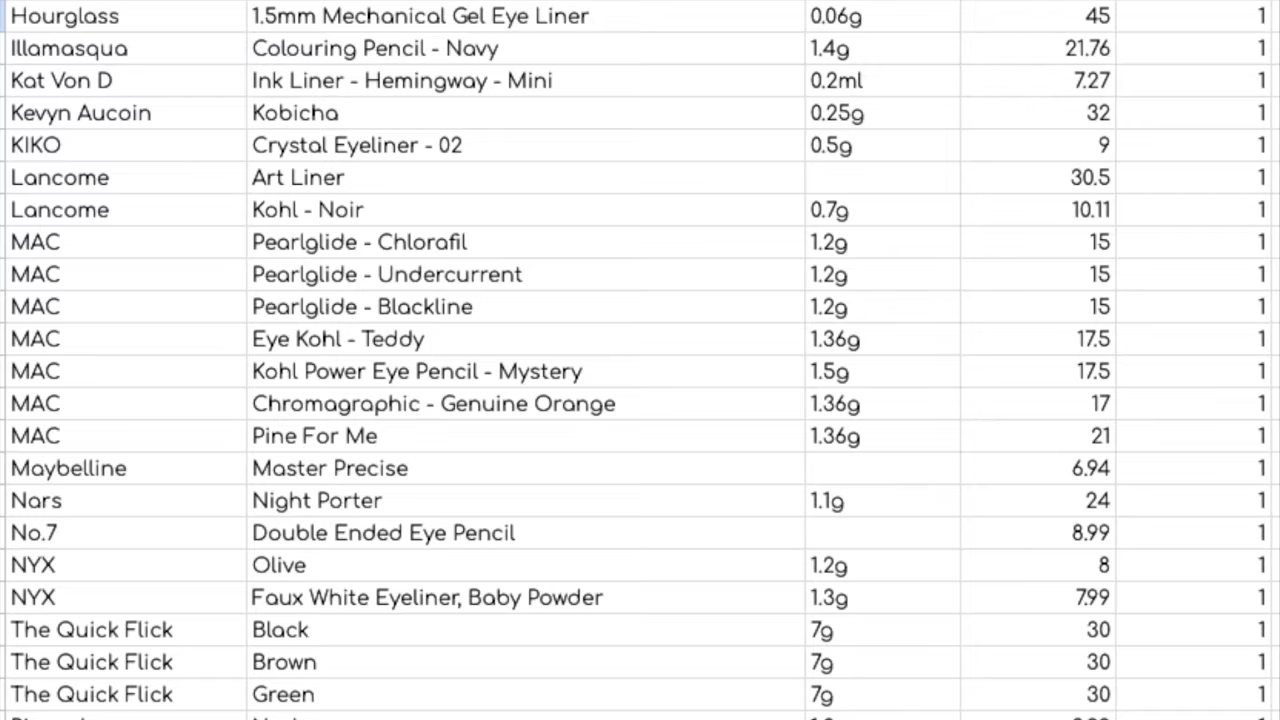 Hourglass 1.5mm Mechanical Gel Eye Liner 0.06g 45 1
Illamasqua Colouring Pencil - Navy 1.4g 21.76 1
Kat Von D Ink Liner - Hemingway - Mini 0.2ml 7.27 1
Kevyn Aucoin Kobicha 0.25g 32 1
KIKO Crystal Eyeliner - 02 0.5g 9 1
Lancome Art Liner 30.5 1
Lancome Kohl - Noir 0.7g 10.11 1
MAC Pearlglide - Chlorafil 1.2g 15 1
MAC Pearlglide - Undercurrent 1.2g 15 1
MAC Pearlglide - Blackline 1.2g 15 1
MAC Eye Kohl - Teddy 1.36g 17.5 1
MAC Kohl Power Eye Pencil - Mystery 1.5g 17.5 1
MAC Chromagraphic - Genuine Orange 1.36g 17 1
MAC Pine For Me 1.36g 21 1
Maybelline Master Precise 6.94 1
Nars Night Porter 1.1g 24 1
No.7 Double Ended Eye Pencil 8.99 1
NYX Olive 1.2g 8 1
NYX Faux White Eyeliner, Baby Powder 1.3g 7.99 1
The Quick Flick Black 7g 30 1
The Quick Flick Brown 7g 30 1
The Quick Flick Green 7g 30 1